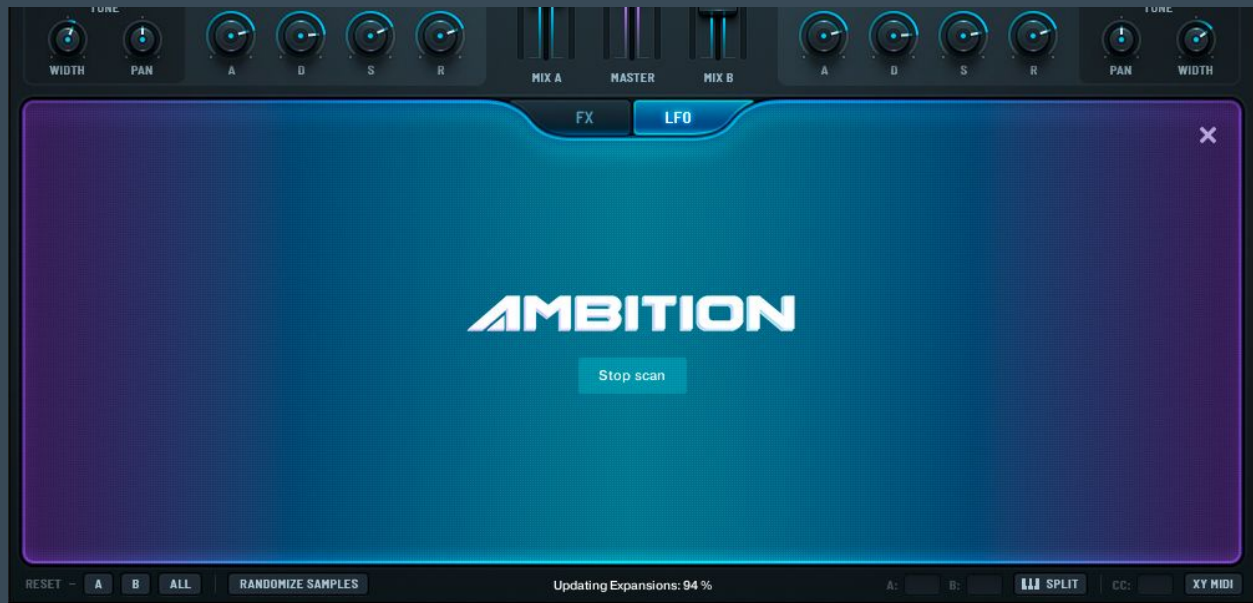 TUNE TUNE
WIDTH PAN A D S R MIX A MASTER MIX B A D S R PAN WIDTH
FX LFO
AMBITION
Stop scan
RESET – A B ALL RANDOMIZE SAMPLES Updating Expansions: 94 % A: B: SPLIT CC: XY MIDI